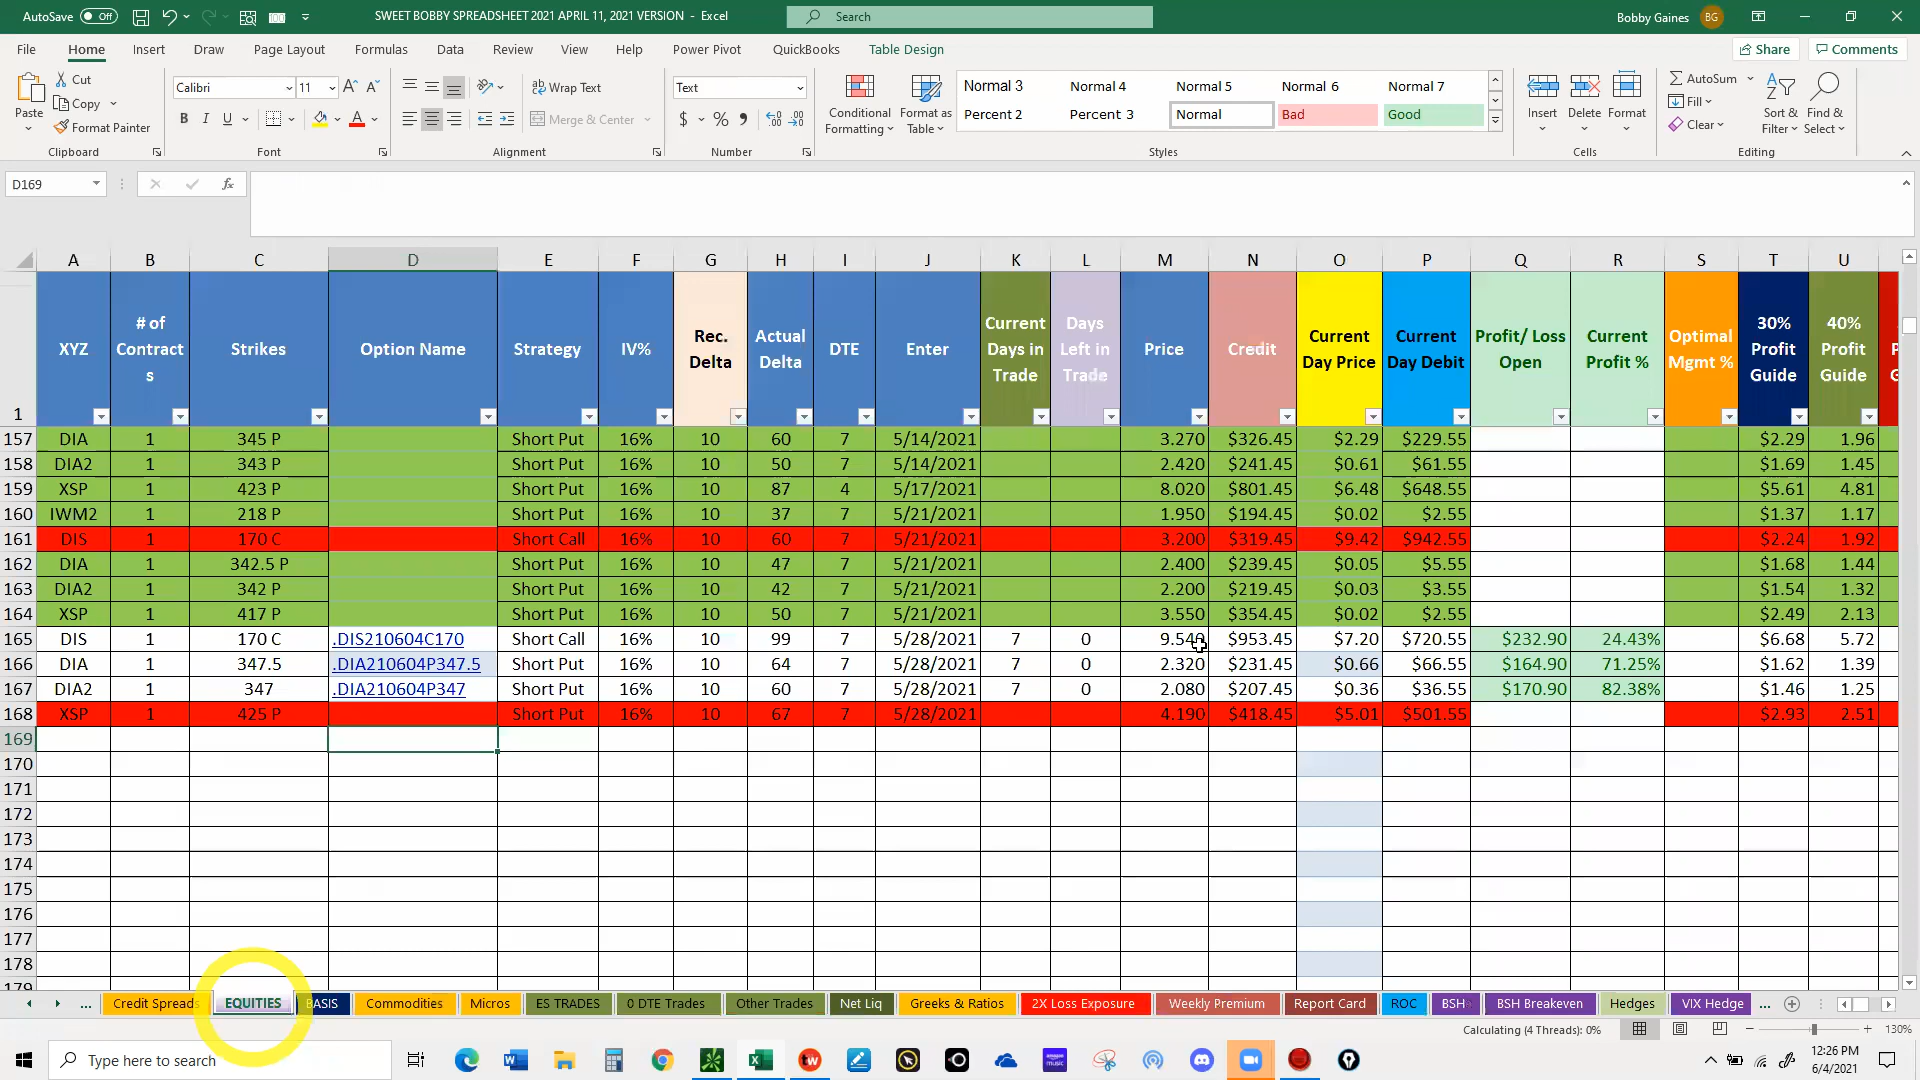 AutoSave Off SWEET BOBBY SPREADSHEET 2021 APRIL 11, 2021 VERSION - Excel Search Bobby Gaines BG
File Home Insert Draw Page Layout Formulas Data Review View Help Power Pivot QuickBooks Table Design Share Comments
Cut
Copy
Format Painter
Paste
Calibri 11
Wrap Text
Merge & Center
Text
Conditional Formatting
Format as Table
Normal 3 Normal 4 Normal 5 Normal 6 Normal 7
Percent 2 Percent 3 Normal Bad Good
Insert Delete Format
AutoSum
Fill
Clear
Sort & Filter
Find & Select
Clipboard Font Alignment Number Styles Cells Editing
D169 fx
A B C D E F G H I J K L M N O P Q R S T U
1 XYZ # of Contracts Strikes Option Name Strategy IV% Rec. Delta Actual Delta DTE Enter Current Days in Trade Days Left in Trade Price Credit Current Day Price Current Day Debit Profit/ Loss Open Current Profit % Optimal Mgmt % 30% Profit Guide 40% Profit Guide
157 DIA 1 345 P Short Put 16% 10 60 7 5/14/2021 3.270 $326.45 $2.29 $229.55 $2.29 1.96
158 DIA2 1 343 P Short Put 16% 10 50 7 5/14/2021 2.420 $241.45 $0.61 $61.55 $1.69 1.45
159 XSP 1 423 P Short Put 16% 10 87 4 5/17/2021 8.020 $801.45 $6.48 $648.55 $5.61 4.81
160 IWM2 1 218 P Short Put 16% 10 37 7 5/21/2021 1.950 $194.45 $0.02 $2.55 $1.37 1.17
161 DIS 1 170 C Short Call 16% 10 60 7 5/21/2021 3.200 $319.45 $9.42 $942.55 $2.24 1.92
162 DIA 1 342.5 P Short Put 16% 10 47 7 5/21/2021 2.400 $239.45 $0.05 $5.55 $1.68 1.44
163 DIA2 1 342 P Short Put 16% 10 42 7 5/21/2021 2.200 $219.45 $0.03 $3.55 $1.54 1.32
164 XSP 1 417 P Short Put 16% 10 50 7 5/21/2021 3.550 $354.45 $0.02 $2.55 $2.49 2.13
165 DIS 1 170 C .DIS210604C170 Short Call 16% 10 99 7 5/28/2021 7 0 9.540 $953.45 $7.20 $720.55 $232.90 24.43% $6.68 5.72
166 DIA 1 347.5 .DIA210604P347.5 Short Put 16% 10 64 7 5/28/2021 7 0 2.320 $231.45 $0.66 $66.55 $164.90 71.25% $1.62 1.39
167 DIA2 1 347 .DIA210604P347 Short Put 16% 10 60 7 5/28/2021 7 0 2.080 $207.45 $0.36 $36.55 $170.90 82.38% $1.46 1.25
168 XSP 1 425 P Short Put 16% 10 67 7 5/28/2021 4.190 $418.45 $5.01 $501.55 $2.93 2.51
169
170
171
172
173
174
175
176
177
178
179
... Credit Spreads EQUITIES BASIS Commodities Micros ES TRADES 0 DTE Trades Other Trades Net Liq Greeks & Ratios 2X Loss Exposure Weekly Premium Report Card ROC BSH BSH Breakeven Hedges VIX Hedge ...
Calculating (4 Threads): 0% 130%
Type here to search
12:26 PM
6/4/2021